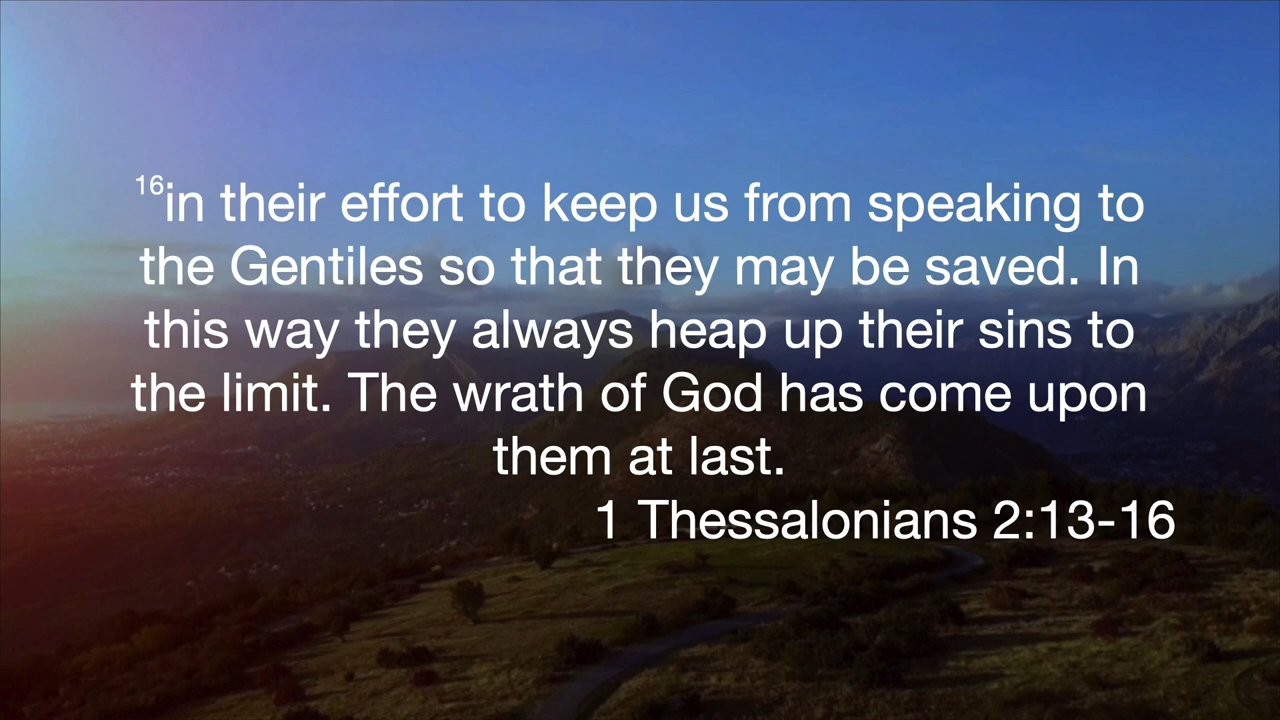 16in their effort to keep us from speaking to
the Gentiles so that they may be saved. In
this way they always heap up their sins to
the limit. The wrath of God has come upon
them at last.
1 Thessalonians 2:13-16